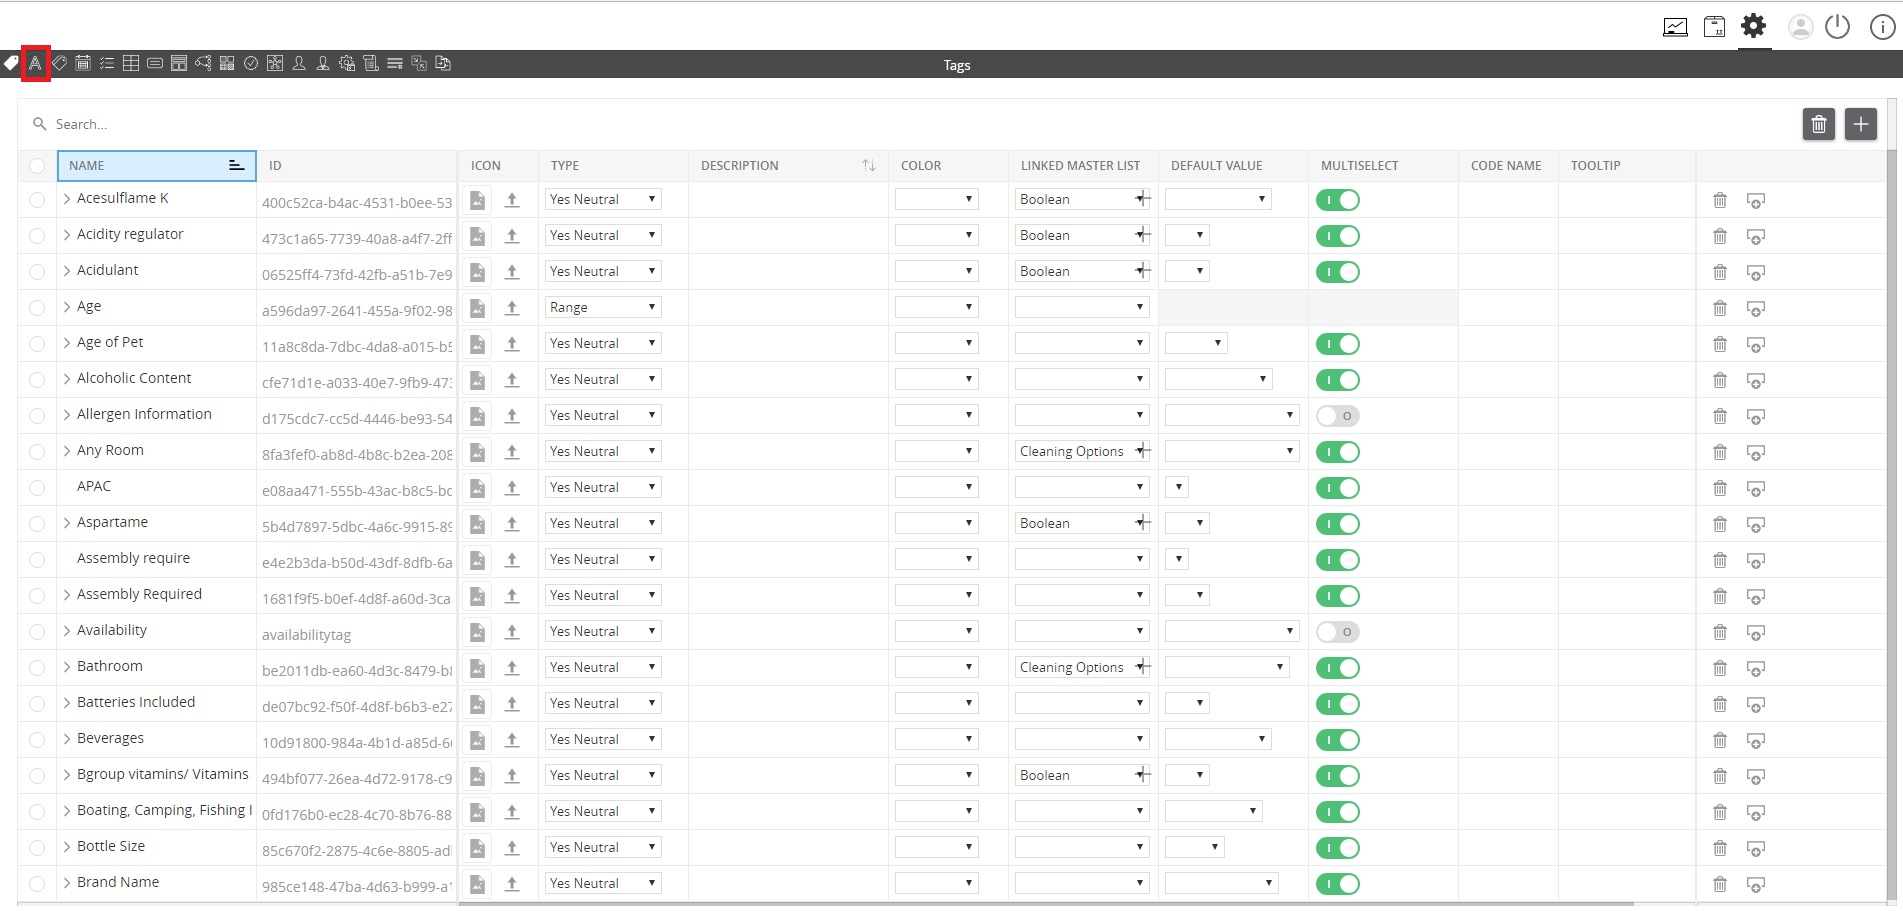 Tags
Search...
NAME ID ICON TYPE DESCRIPTION COLOR LINKED MASTER LIST DEFAULT VALUE MULTISELECT CODE NAME TOOLTIP
Acesulflame K 400c52ca-b4ac-4531-b0ee-53 Yes Neutral Boolean
Acidity regulator 473c1a65-7739-40a8-a4f7-2ff Yes Neutral Boolean
Acidulant 06525ff4-73fd-42fb-a51b-7e9 Yes Neutral Boolean
Age a596da97-2641-455a-9f02-98 Range
Age of Pet 11a8c8da-7dbc-4da8-a015-b5 Yes Neutral
Alcoholic Content cfe71d1e-a033-40e7-9fb9-473 Yes Neutral
Allergen Information d175cdc7-cc5d-4446-be93-54 Yes Neutral
Any Room 8fa3fef0-ab8d-4b8c-b2ea-208 Yes Neutral Cleaning Options
APAC e08aa471-555b-43ac-b8c5-bc Yes Neutral
Aspartame 5b4d7897-5dbc-4a6c-9915-89 Yes Neutral Boolean
Assembly require e4e2b3da-b50d-43df-8dfb-6a Yes Neutral
Assembly Required 1681f9f5-b0ef-4d8f-a60d-3ca Yes Neutral
Availability availabilitytag Yes Neutral
Bathroom be2011db-ea60-4d3c-8479-b8 Yes Neutral Cleaning Options
Batteries Included de07bc92-f50f-4d8f-b6b3-e27 Yes Neutral
Beverages 10d91800-984a-4b1d-a85d-66 Yes Neutral
Bgroup vitamins/ Vitamins 494bf077-26ea-4d72-9178-c9 Yes Neutral Boolean
Boating, Camping, Fishing 0fd176b0-ec28-4c70-8b76-88 Yes Neutral
Bottle Size 85c670f2-2875-4c6e-8805-ad Yes Neutral
Brand Name 985ce148-47ba-4d63-b999-a1 Yes Neutral